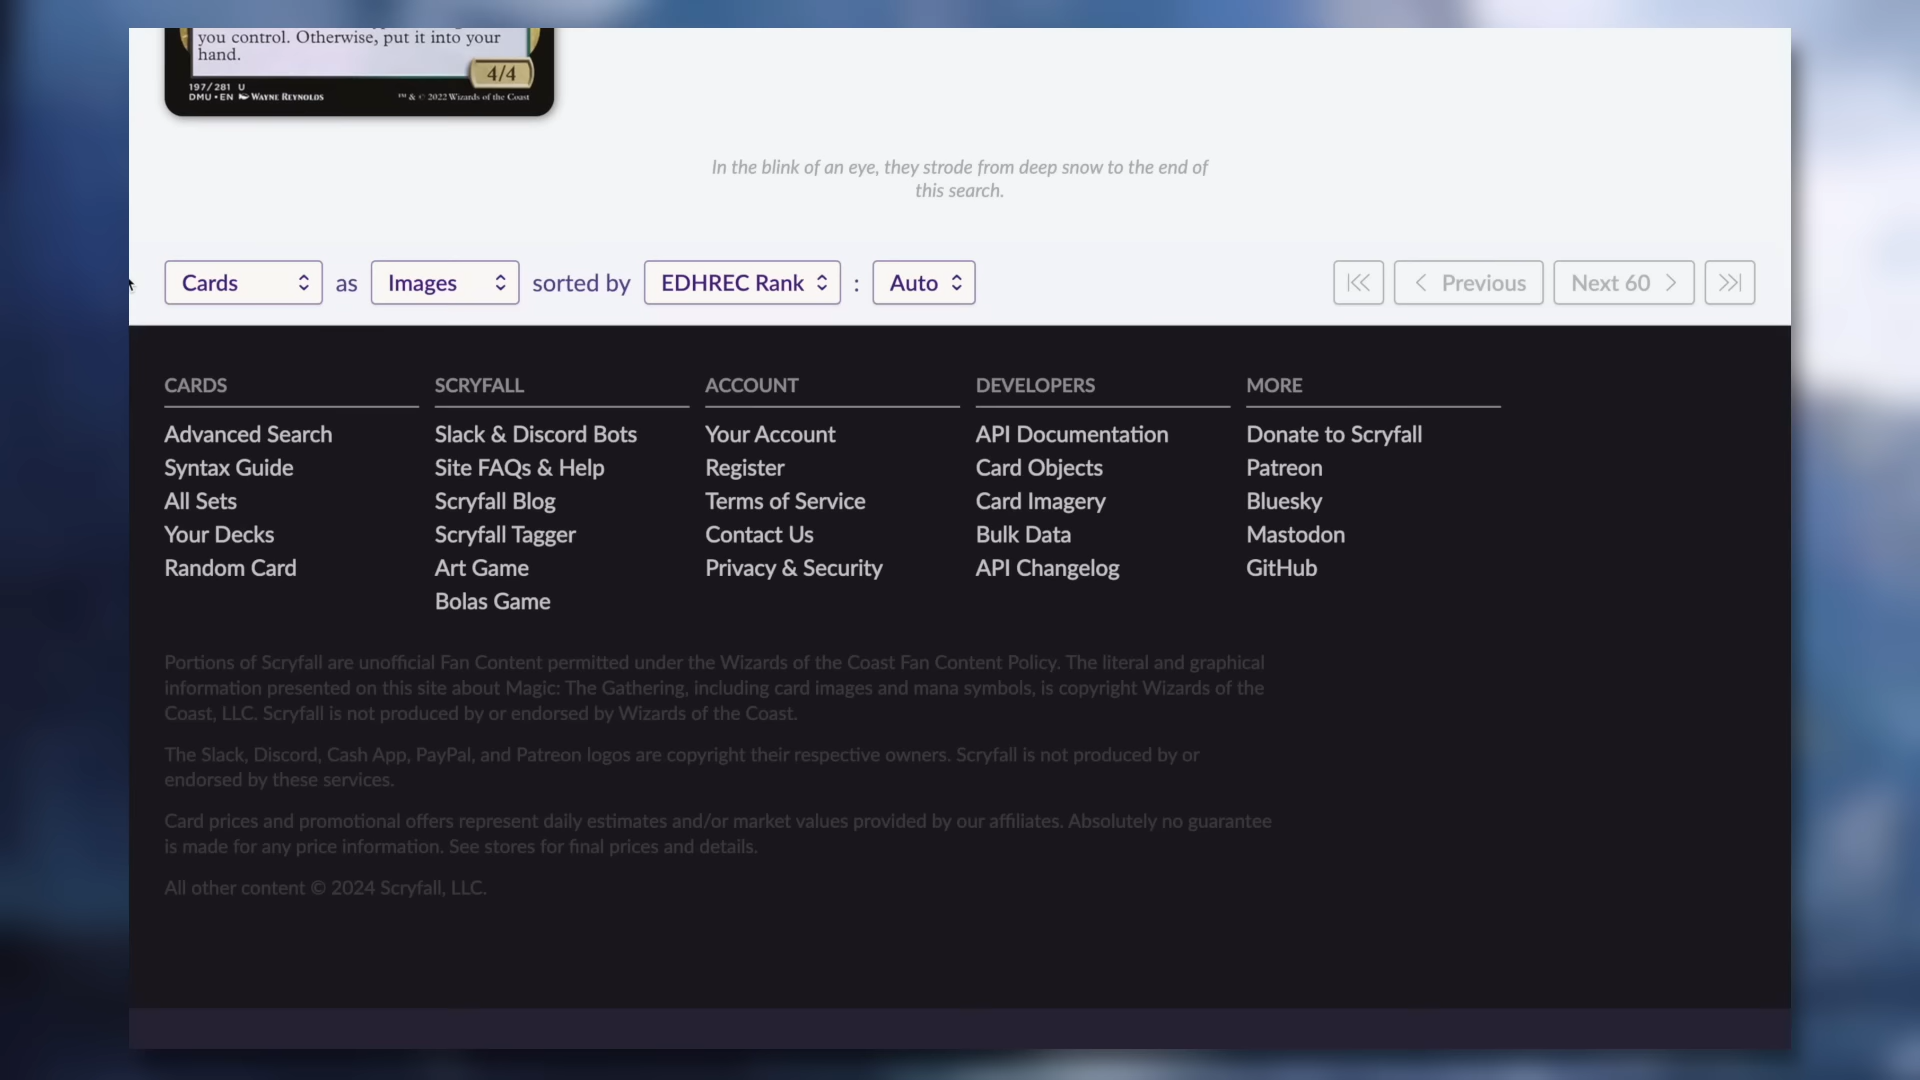 you control. Otherwise, put it into your
hand.
4/4
197/281 U
DMU • EN WAYNE REYNOLDS
™ & © 2022 Wizards of the Coast
In the blink of an eye, they strode from deep snow to the end of
this search.
Cards as Images sorted by EDHREC Rank : Auto
Previous
Next 60
CARDS
Advanced Search
Syntax Guide
All Sets
Your Decks
Random Card
SCRYFALL
Slack & Discord Bots
Site FAQs & Help
Scryfall Blog
Scryfall Tagger
Art Game
Bolas Game
ACCOUNT
Your Account
Register
Terms of Service
Contact Us
Privacy & Security
DEVELOPERS
API Documentation
Card Objects
Card Imagery
Bulk Data
API Changelog
MORE
Donate to Scryfall
Patreon
Bluesky
Mastodon
GitHub
Portions of Scryfall are unofficial Fan Content permitted under the Wizards of the Coast Fan Content Policy. The literal and graphical
information presented on this site about Magic: The Gathering, including card images and mana symbols, is copyright Wizards of the
Coast, LLC. Scryfall is not produced by or endorsed by Wizards of the Coast.
The Slack, Discord, Cash App, PayPal, and Patreon logos are copyright their respective owners. Scryfall is not produced by or
endorsed by these services.
Card prices and promotional offers represent daily estimates and/or market values provided by our affiliates. Absolutely no guarantee
is made for any price information. See stores for final prices and details.
All other content © 2024 Scryfall, LLC.